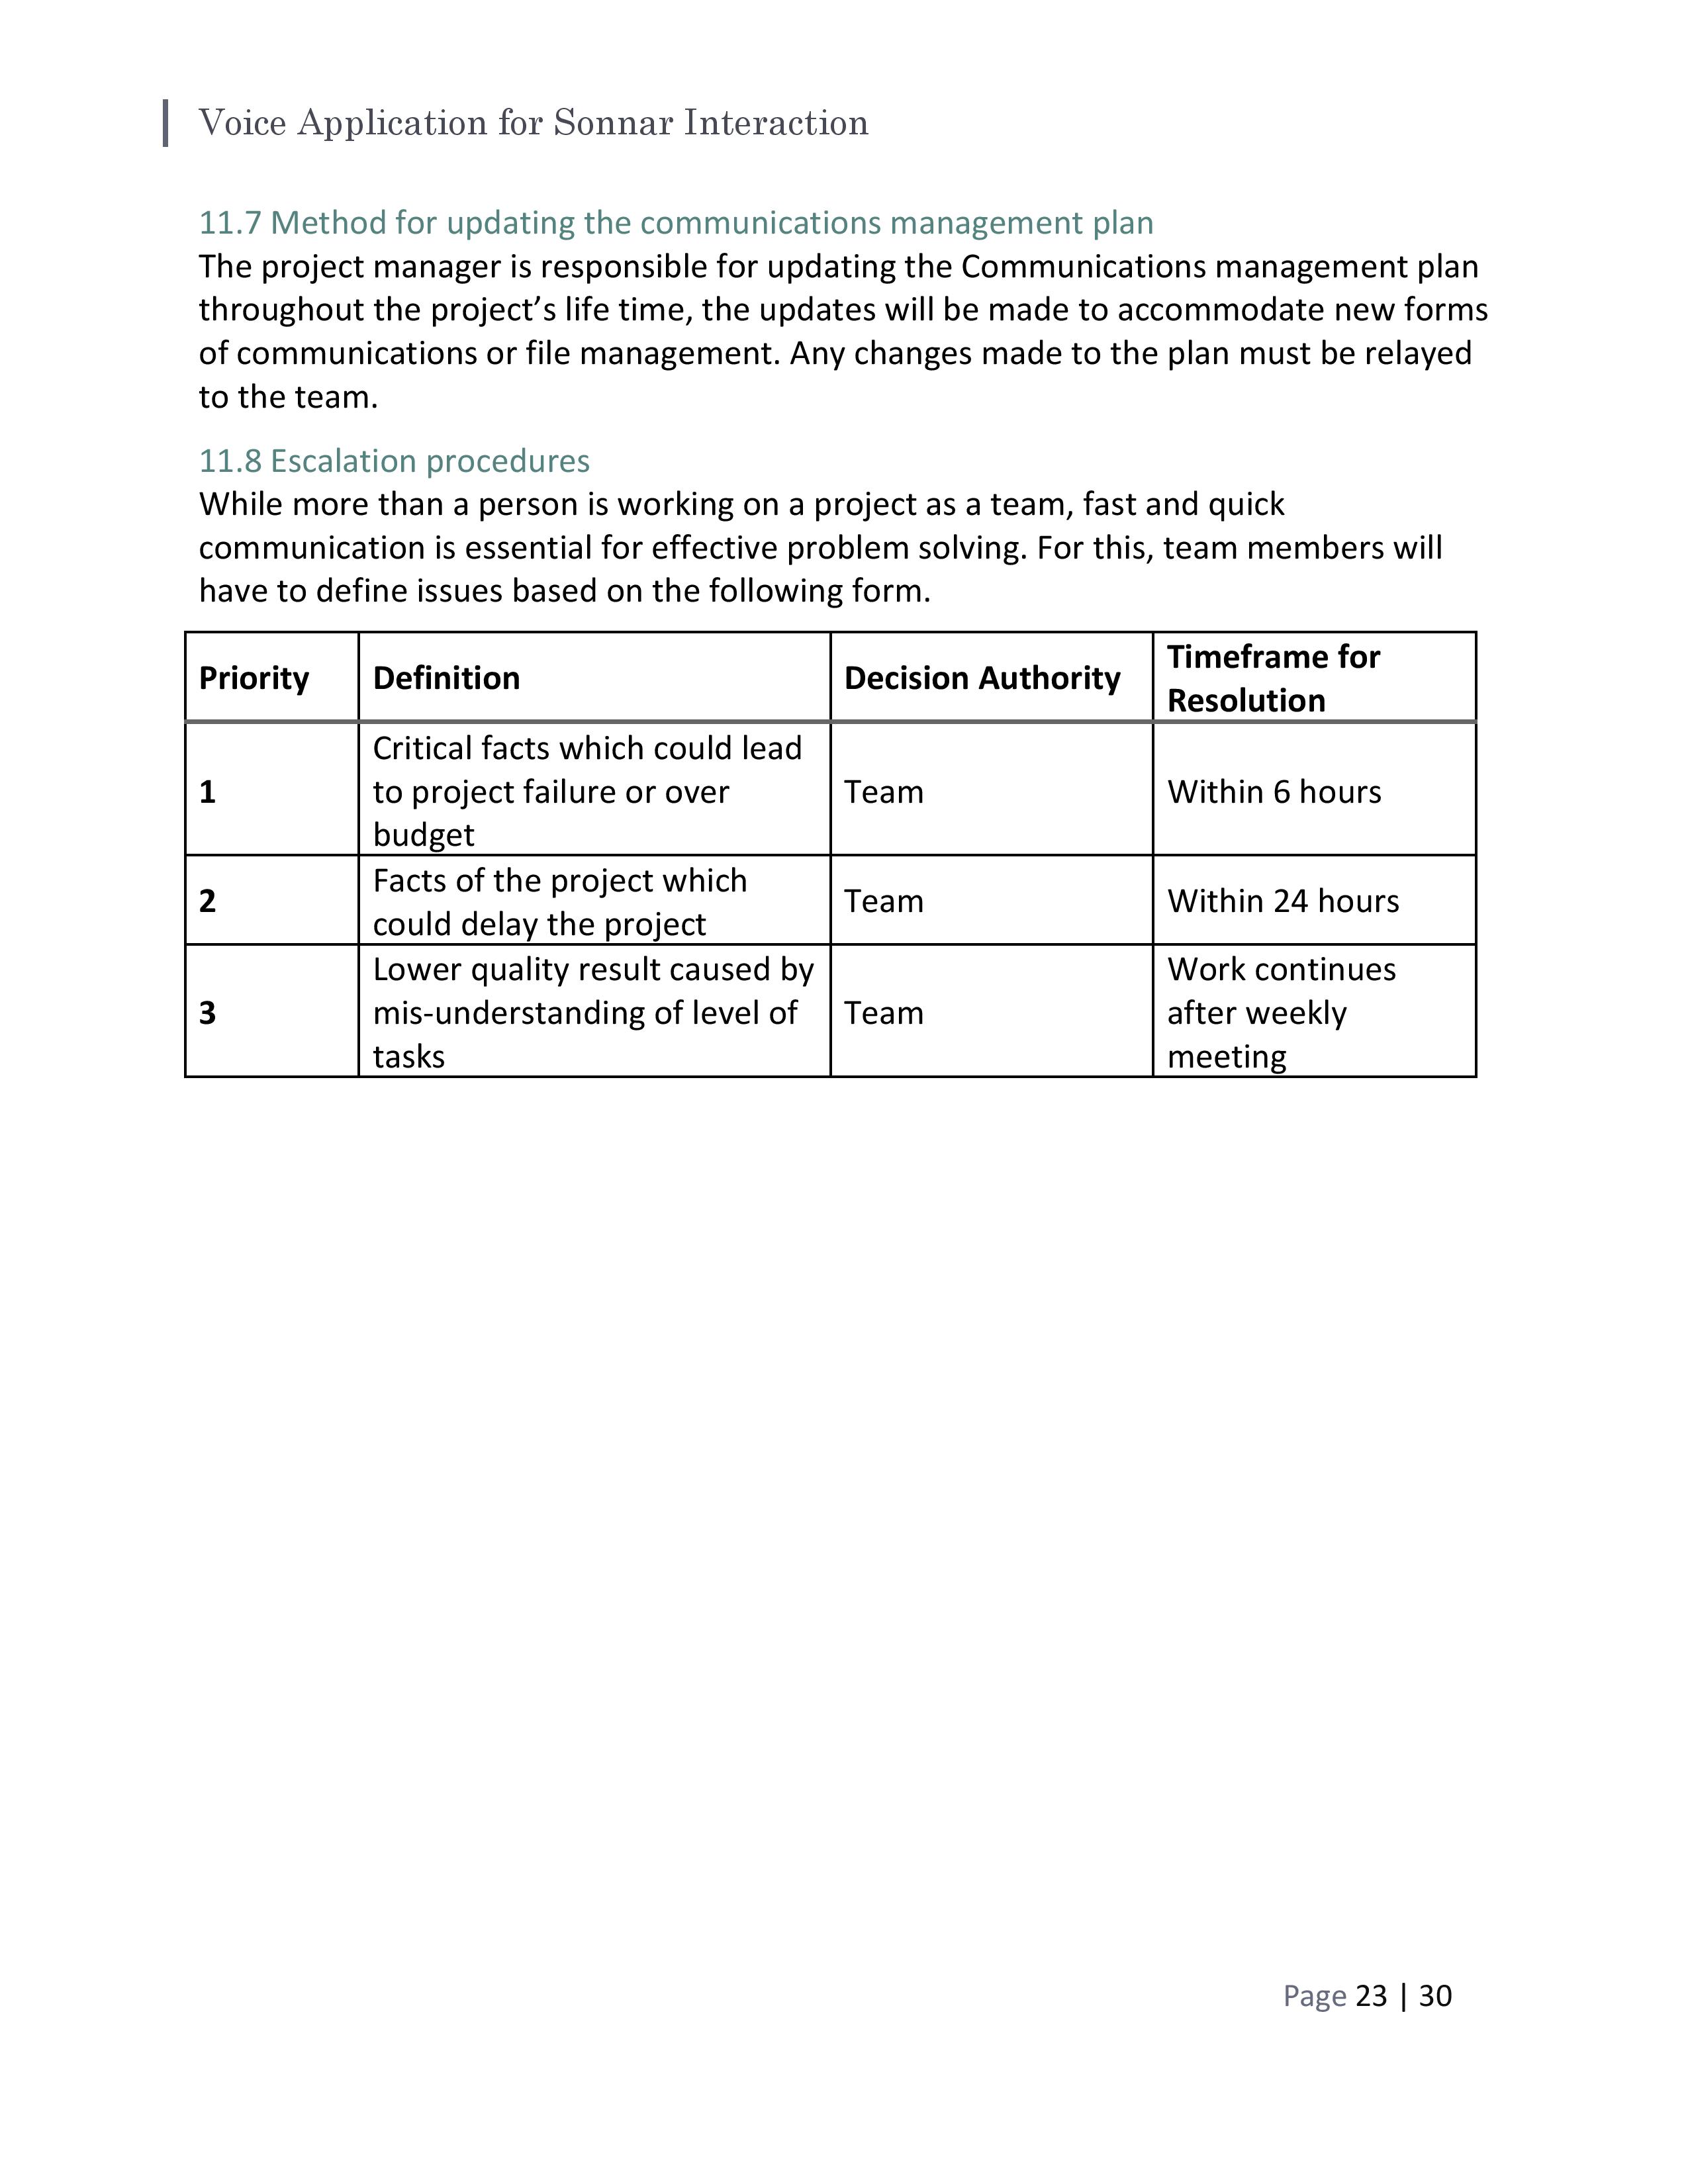 Voice Application for Sonnar Interaction
11.7 Method for updating the communications management plan
The project manager is responsible for updating the Communications management plan
throughout the project’s life time, the updates will be made to accommodate new forms
of communications or file management. Any changes made to the plan must be relayed
to the team.
11.8 Escalation procedures
While more than a person is working on a project as a team, fast and quick
communication is essential for effective problem solving. For this, team members will
have to define issues based on the following form.
Priority
Definition
Decision Authority
Timeframe for
Resolution
1
Critical facts which could lead
to project failure or over
budget
Team
Within 6 hours
2
Facts of the project which
could delay the project
Team
Within 24 hours
3
Lower quality result caused by
mis-understanding of level of
tasks
Team
Work continues
after weekly
meeting
Page 23 | 30